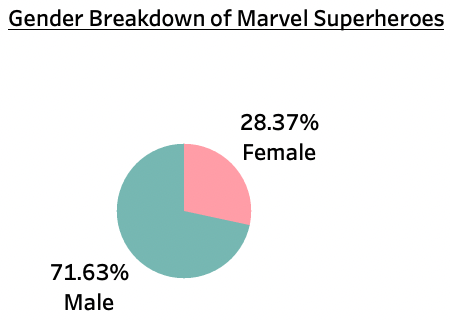 Gender Breakdown of Marvel Superheroes
28.37%
Female
71.63%
Male